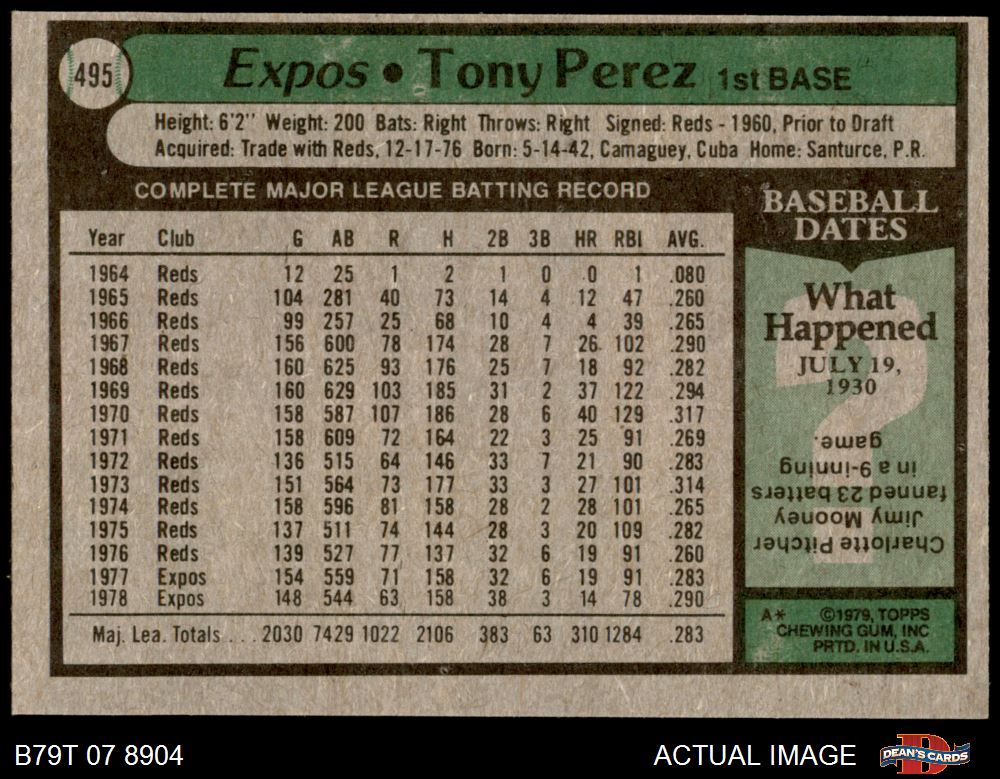 495
Expos • Tony Perez 1st BASE
Height: 6'2" Weight: 200 Bats: Right Throws: Right Signed: Reds - 1960, Prior to Draft
Acquired: Trade with Reds, 12-17-76 Born: 5-14-42, Camaguey, Cuba Home: Santurce, P.R.
COMPLETE MAJOR LEAGUE BATTING RECORD
Year Club G AB R H 2B 3B HR RBI AVG.
1964 Reds 12 25 1 2 1 0 0 1 .080
1965 Reds 104 281 40 73 14 4 12 47 .260
1966 Reds 99 257 25 68 10 4 4 39 .265
1967 Reds 156 600 78 174 28 7 26 102 .290
1968 Reds 160 625 93 176 25 7 18 92 .282
1969 Reds 160 629 103 185 31 2 37 122 .294
1970 Reds 158 587 107 186 28 6 40 129 .317
1971 Reds 158 609 72 164 22 3 25 91 .269
1972 Reds 136 515 64 146 33 7 21 90 .283
1973 Reds 151 564 73 177 33 3 27 101 .314
1974 Reds 158 596 81 158 28 2 28 101 .265
1975 Reds 137 511 74 144 28 3 20 109 .282
1976 Reds 139 527 77 137 32 6 19 91 .260
1977 Expos 154 559 71 158 32 6 19 91 .283
1978 Expos 148 544 63 158 38 3 14 78 .290
Maj. Lea. Totals . . . 2030 7429 1022 2106 383 63 310 1284 .283
BASEBALL
DATES
What
Happened
JULY 19,
1930
?
Charlotte Pitcher
Jimy Mooney
fanned 23 batters
in a 9-inning
game.
A* ©1979, TOPPS
CHEWING GUM, INC
PRTD. IN U.S.A.
B79T 07 8904
ACTUAL IMAGE
D
DEAN'S CARDS